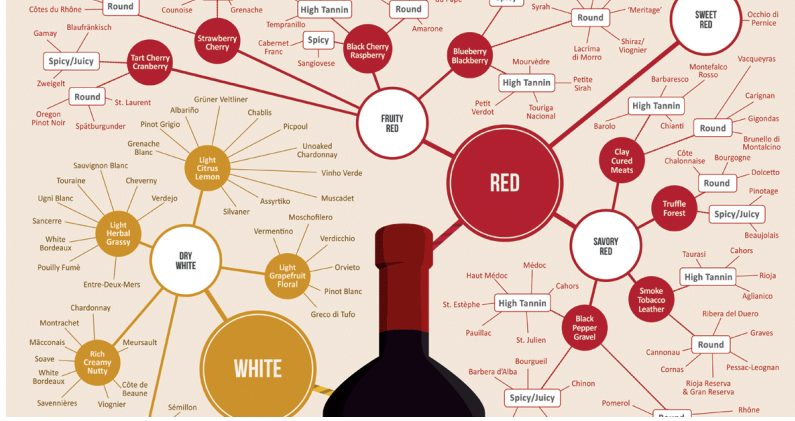 Côtes du Rhône
Round
Counoise
Grenache
Blaufränkisch
Gamay
Spicy/Juicy
Zweigelt
Tart Cherry
Cranberry
Round
Oregon
Pinot Noir
St. Laurent
Spätburgunder
Strawberry
Cherry
High Tannin
Tempranillo
Cabernet
Franc
Spicy
Sangiovese
Black Cherry
Raspberry
Round
Amarone
Blueberry
Blackberry
Syrah
Round
'Meritage'
Lacrima
di Morro
Shiraz/
Viognier
Mourvèdre
High Tannin
Petite
Sirah
Petit
Verdot
Touriga
Nacional
FRUITY
RED
SWEET
RED
Occhio di
Pernice
RED
Vacqueyras
Montefalco
Rosso
Barbaresco
High Tannin
Barolo
Chianti
Carignan
Gigondas
Round
Brunello di
Montalcino
Clay
Cured
Meats
Côte
Chalonnaise
Bourgogne
Dolcetto
Round
Pinotage
Truffle
Forest
Spicy/Juicy
Beaujolais
SAVORY
RED
Taurasi
Cahors
High Tannin
Rioja
Aglianico
Smoke
Tobacco
Leather
Ribera del Duero
Graves
Round
Cannonau
Cornas
Pessac-Leognan
Rioja Reserva
& Gran Reserva
Haut Médoc
Médoc
Cahors
St. Estèphe
High Tannin
Pauillac
St. Julien
Black
Pepper
Gravel
Bourgueil
Barbera d'Alba
Chinon
Spicy/Juicy
Pomerol
Rhône
Round
Grüner Veltliner
Albariño
Chablis
Pinot Grigio
Picpoul
Grenache
Blanc
Unoaked
Chardonnay
Light
Citrus
Lemon
Vinho Verde
Muscadet
Assyrtiko
Silvaner
Sauvignon Blanc
Touraine
Cheverny
Ugni Blanc
Verdejo
Sancerre
Light
Herbal
Grassy
White
Bordeaux
Pouilly Fumè
Entre-Deux-Mers
DRY
WHITE
Moschofilero
Vermentino
Verdicchio
Orvieto
Light
Grapefruit
Floral
Pinot Blanc
Greco di Tufo
Chardonnay
Montrachet
Mâcconais
Meursault
Soave
Rich
Creamy
Nutty
White
Bordeaux
Côte de
Beaune
Savennières
Viognier
Sémillon
WHITE